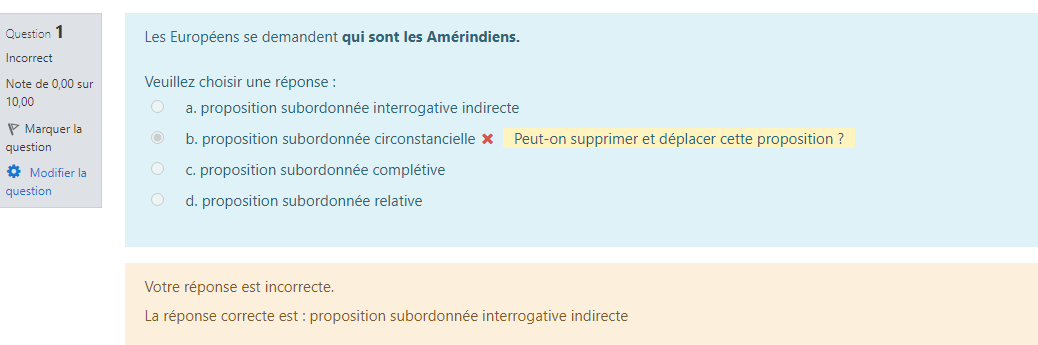 Question 1
Incorrect
Note de 0,00 sur
10,00
Marquer la
question
Modifier la
question
Les Européens se demandent qui sont les Amérindiens.
Veuillez choisir une réponse :
a. proposition subordonnée interrogative indirecte
b. proposition subordonnée circonstancielle ✖ Peut-on supprimer et déplacer cette proposition ?
c. proposition subordonnée complétive
d. proposition subordonnée relative
Votre réponse est incorrecte.
La réponse correcte est : proposition subordonnée interrogative indirecte